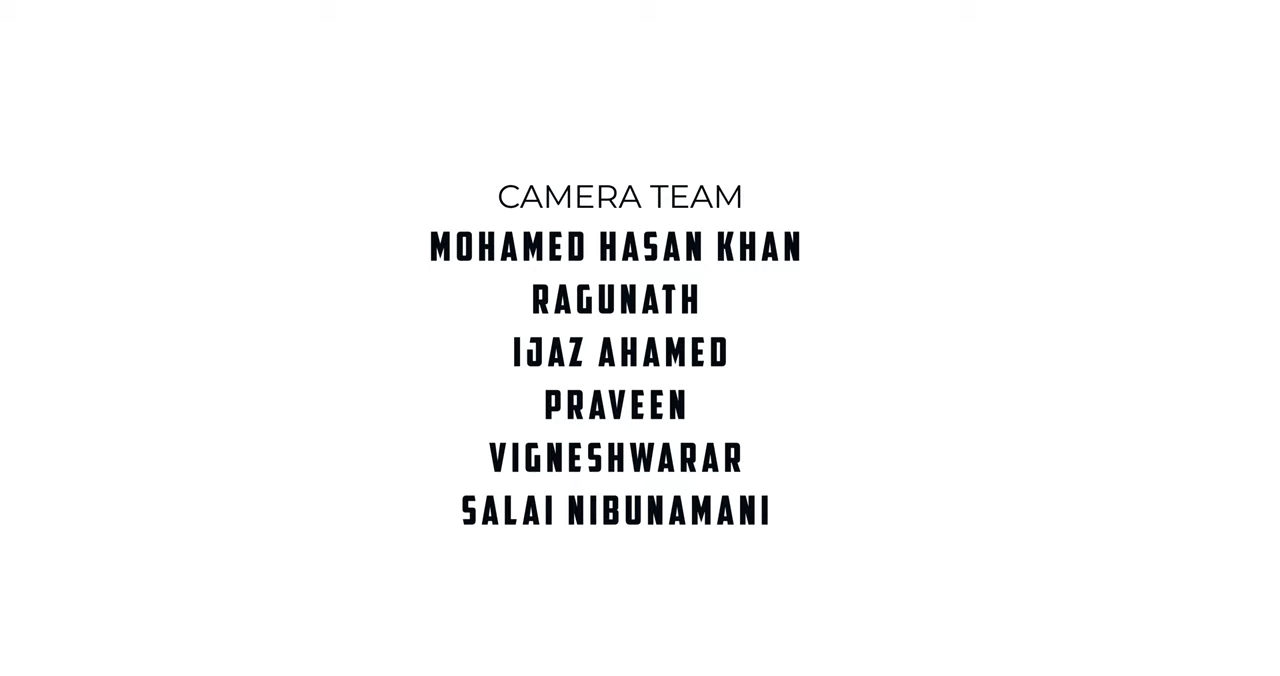 CAMERA TEAM
MOHAMED HASAN KHAN
RAGUNATH
IJAZ AHAMED
PRAVEEN
VIGNESHWARAR
SALAI NIBUNAMANI